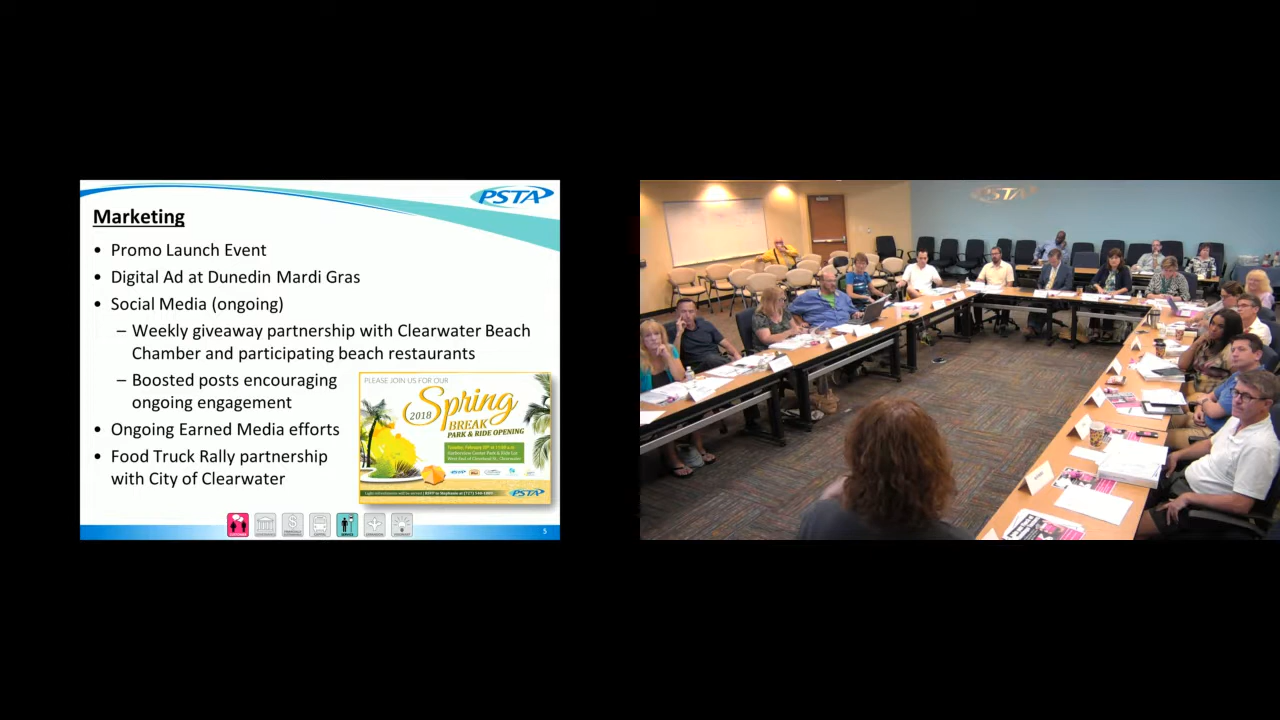 PSTA
Marketing
• Promo Launch Event
• Digital Ad at Dunedin Mardi Gras
• Social Media (ongoing)
– Weekly giveaway partnership with Clearwater Beach
Chamber and participating beach restaurants
– Boosted posts encouraging
ongoing engagement
• Ongoing Earned Media efforts
• Food Truck Rally partnership
with City of Clearwater
PLEASE JOIN US FOR OUR
2018 Spring
BREAK
PARK & RIDE OPENING
PSTA
5
PSTA